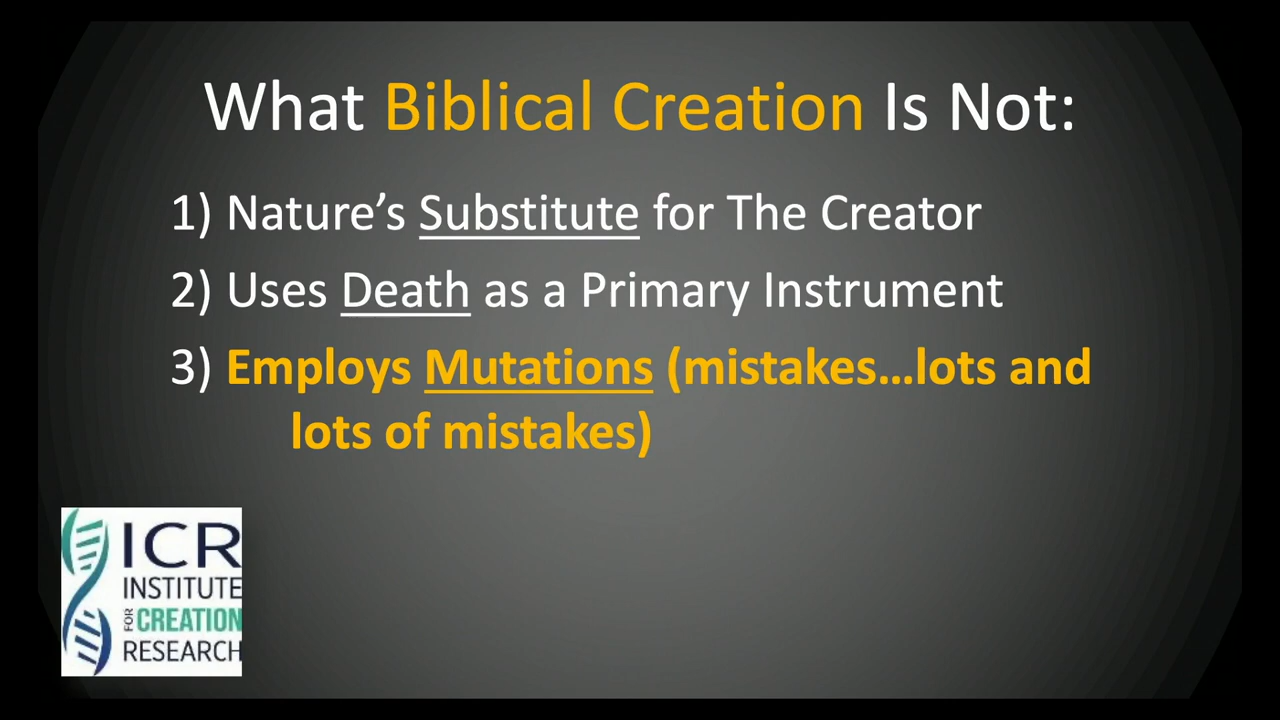 What Biblical Creation Is Not:
1) Nature’s Substitute for The Creator
2) Uses Death as a Primary Instrument
3) Employs Mutations (mistakes…lots and
lots of mistakes)
ICR
INSTITUTE
FOR CREATION
RESEARCH